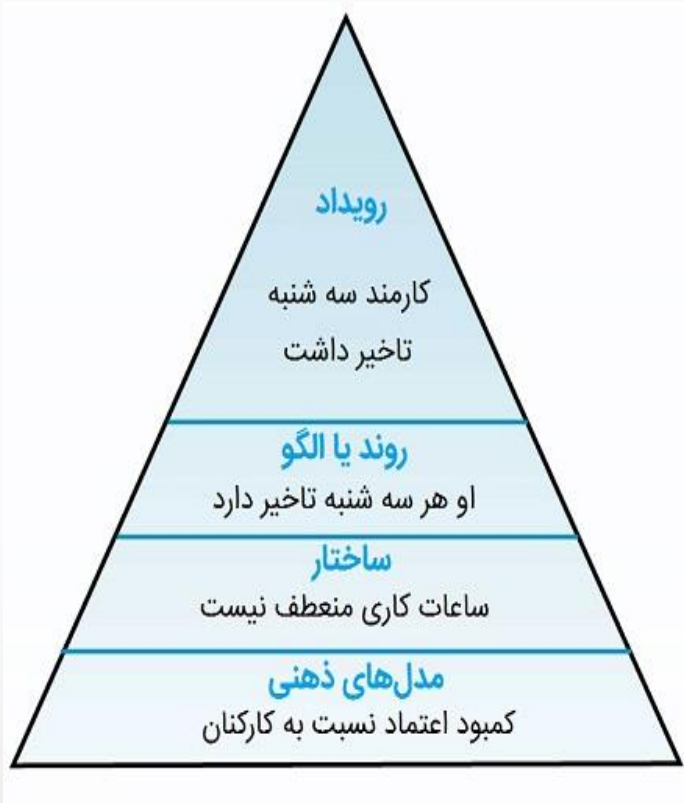 رویداد
کارمند سه شنبه
تاخیر داشت
روند یا الگو
او هر سه شنبه تاخیر دارد
ساختار
ساعات کاری منعطف نیست
مدل‌های ذهنی
کمبود اعتماد نسبت به کارکنان